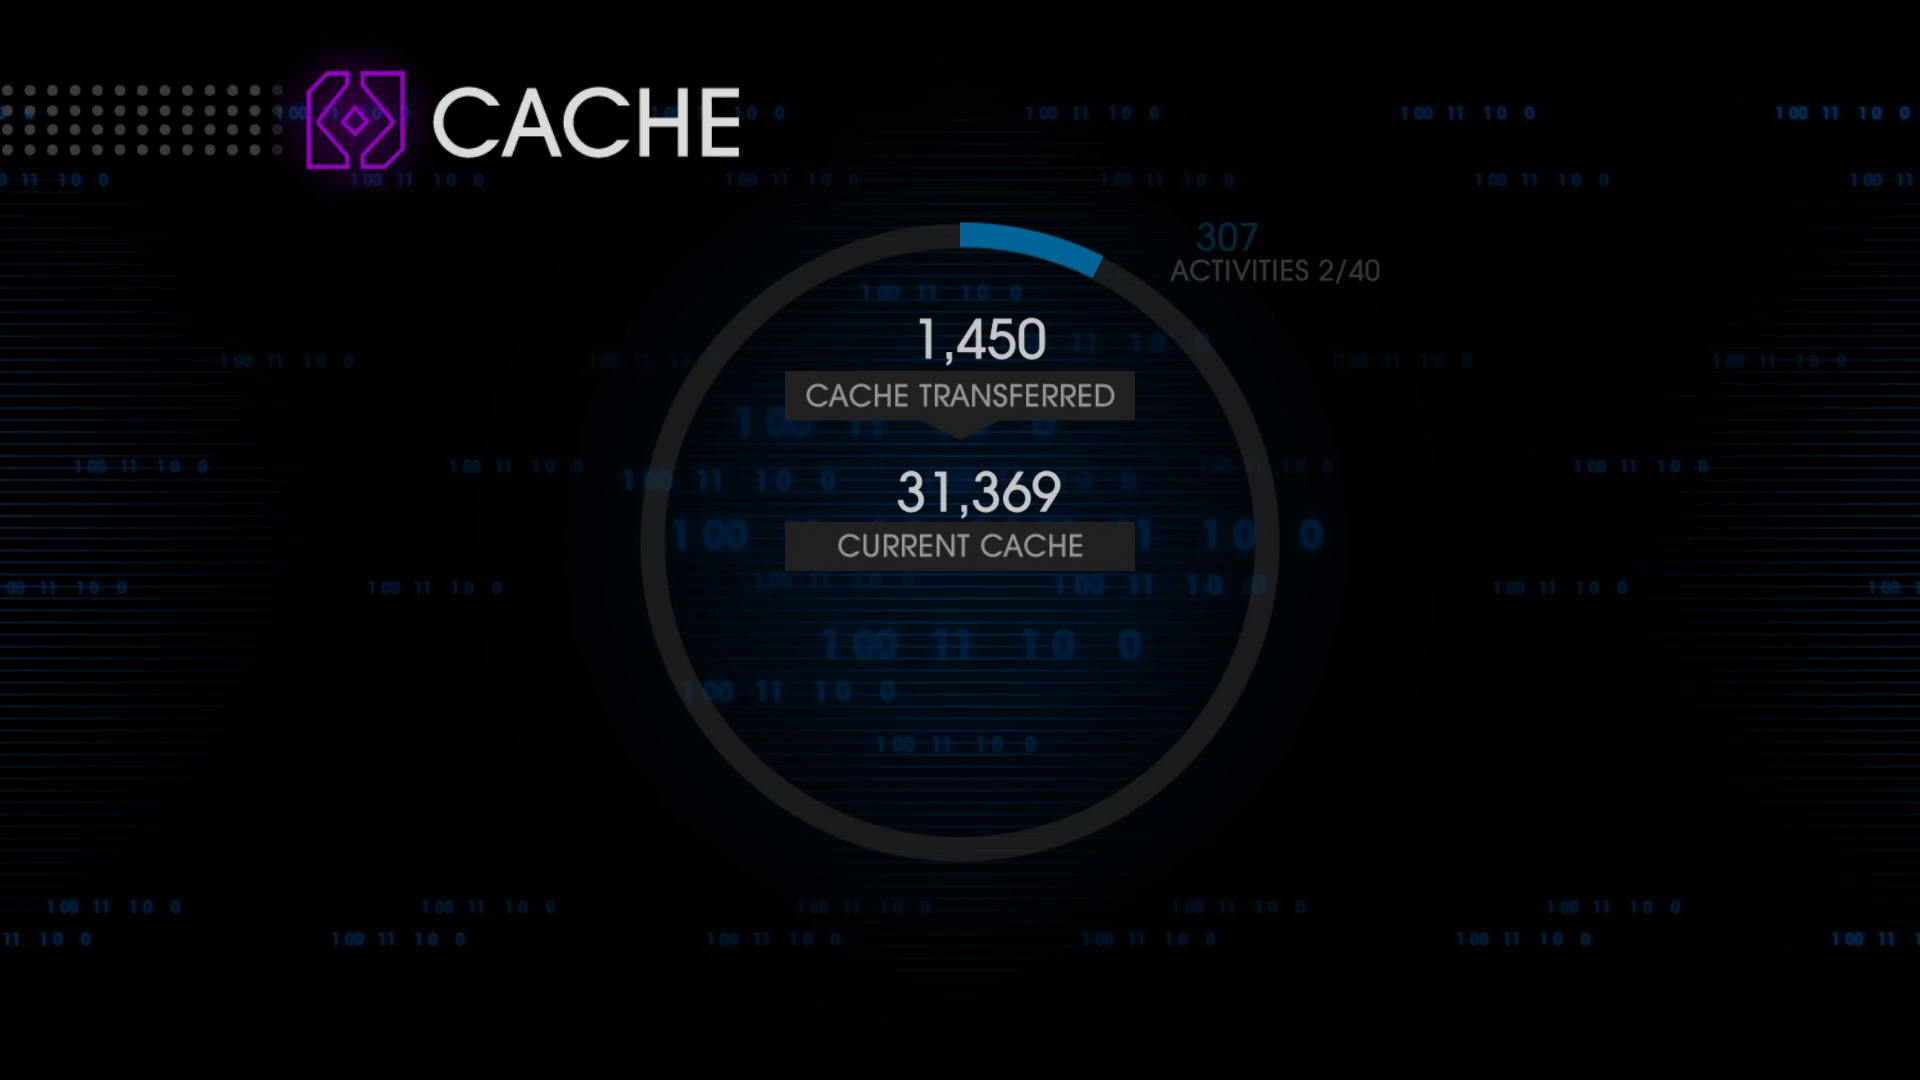 CACHE
307
ACTIVITIES 2/40
1,450
CACHE TRANSFERRED
31,369
CURRENT CACHE